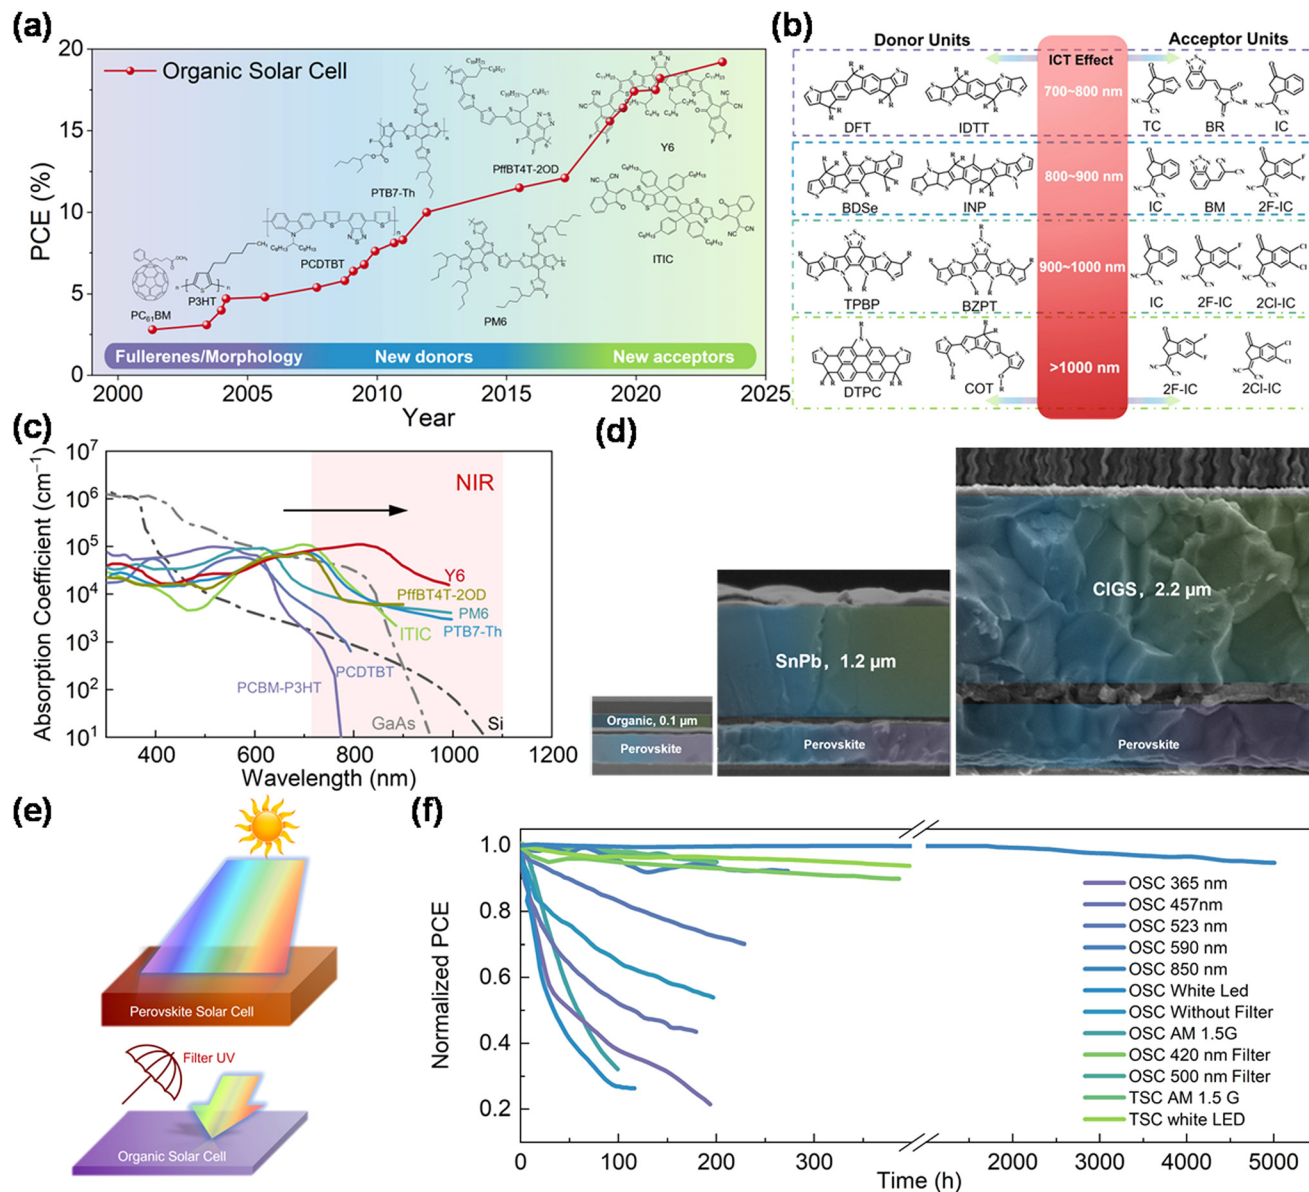 (a)
20
15
10
5
0
PCE (%)
Organic Solar Cell
PC61BM
P3HT
PCDTBT
PTB7-Th
PffBT4T-2OD
PM6
Y6
ITIC
Fullerenes/Morphology
New donors
New acceptors
2000 2005 2010 2015 2020 2025
Year
(b)
Donor Units
ICT Effect
Acceptor Units
700~800 nm
DFT IDTT
TC BR IC
800~900 nm
BDSe INP
IC BM 2F-IC
900~1000 nm
TPBP BZPT
IC 2F-IC 2Cl-IC
>1000 nm
DTPC COT
2F-IC 2Cl-IC
(c)
Absorption Coefficient (cm−1)
10^7
10^6
10^5
10^4
10^3
10^2
10^1
NIR
Y6
PffBT4T-2OD
PM6
PTB7-Th
ITIC
PCDTBT
PCBM-P3HT
GaAs
Si
400 600 800 1000 1200
Wavelength (nm)
(d)
Organic, 0.1 μm
Perovskite
SnPb, 1.2 μm
Perovskite
CIGS, 2.2 μm
Perovskite
(e)
Perovskite Solar Cell
Filter UV
Organic Solar Cell
(f)
Normalized PCE
1.0
0.8
0.6
0.4
0.2
OSC 365 nm
OSC 457nm
OSC 523 nm
OSC 590 nm
OSC 850 nm
OSC White Led
OSC Without Filter
OSC AM 1.5G
OSC 420 nm Filter
OSC 500 nm Filter
TSC AM 1.5 G
TSC white LED
0 100 200 300 2000 3000 4000 5000
Time (h)